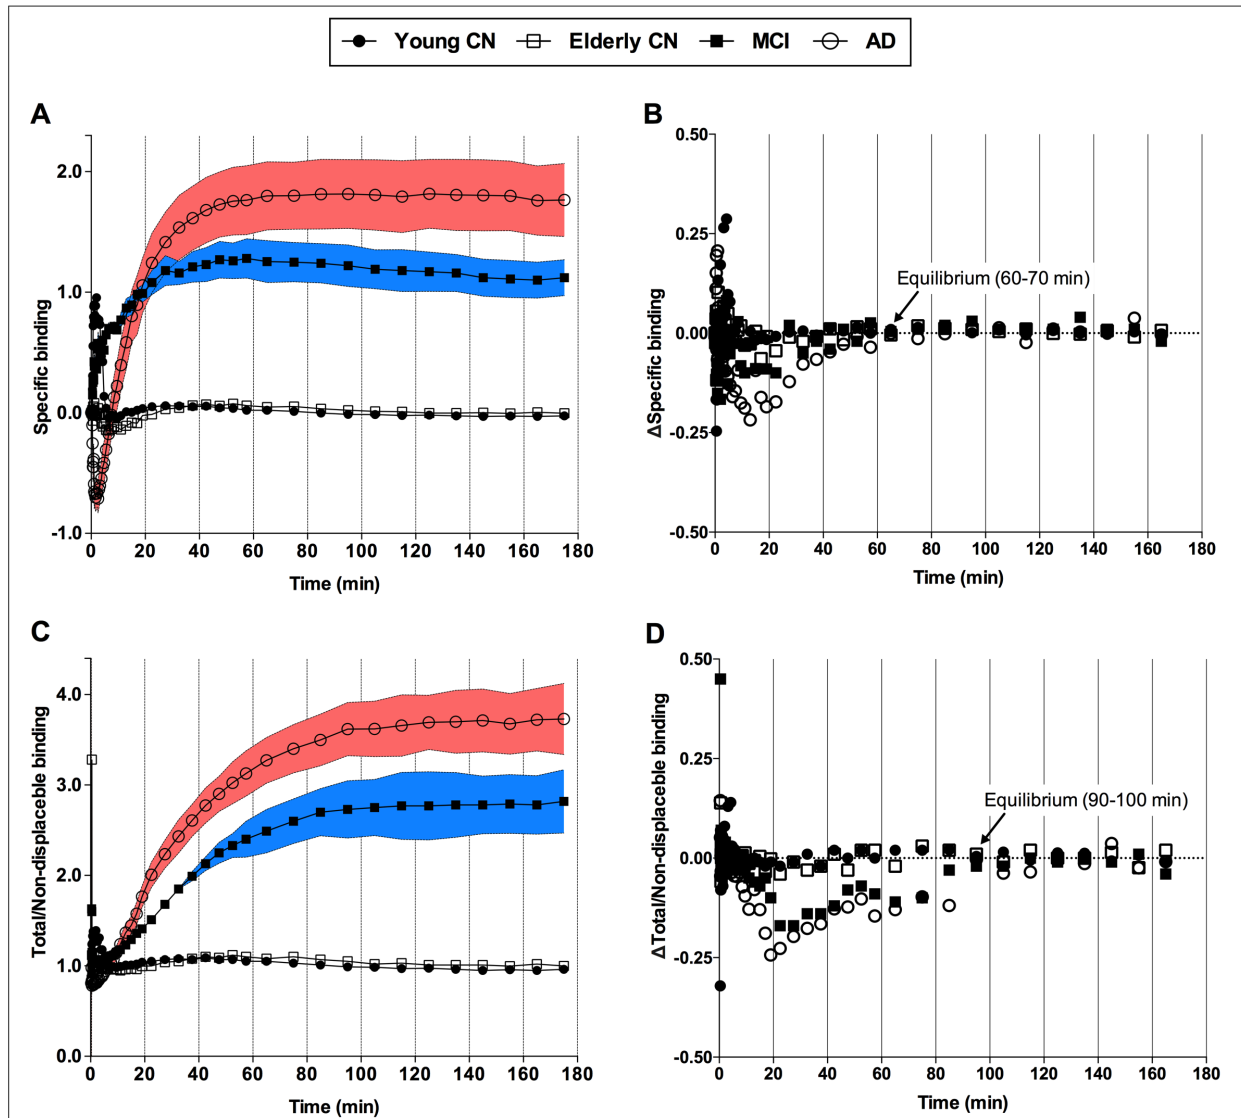 Young CN Elderly CN MCI AD
A
Specific binding
2.0
1.0
0.0
-1.0
0 20 40 60 80 100 120 140 160 180
Time (min)
B
ΔSpecific binding
0.50
0.25
0.00
-0.25
-0.50
Equilibrium (60-70 min)
0 20 40 60 80 100 120 140 160 180
Time (min)
C
Total/Non-displaceble binding
4.0
3.0
2.0
1.0
0.0
0 20 40 60 80 100 120 140 160 180
Time (min)
D
ΔTotal/Non-displaceble binding
0.50
0.25
0.00
-0.25
-0.50
Equilibrium (90-100 min)
0 20 40 60 80 100 120 140 160 180
Time (min)